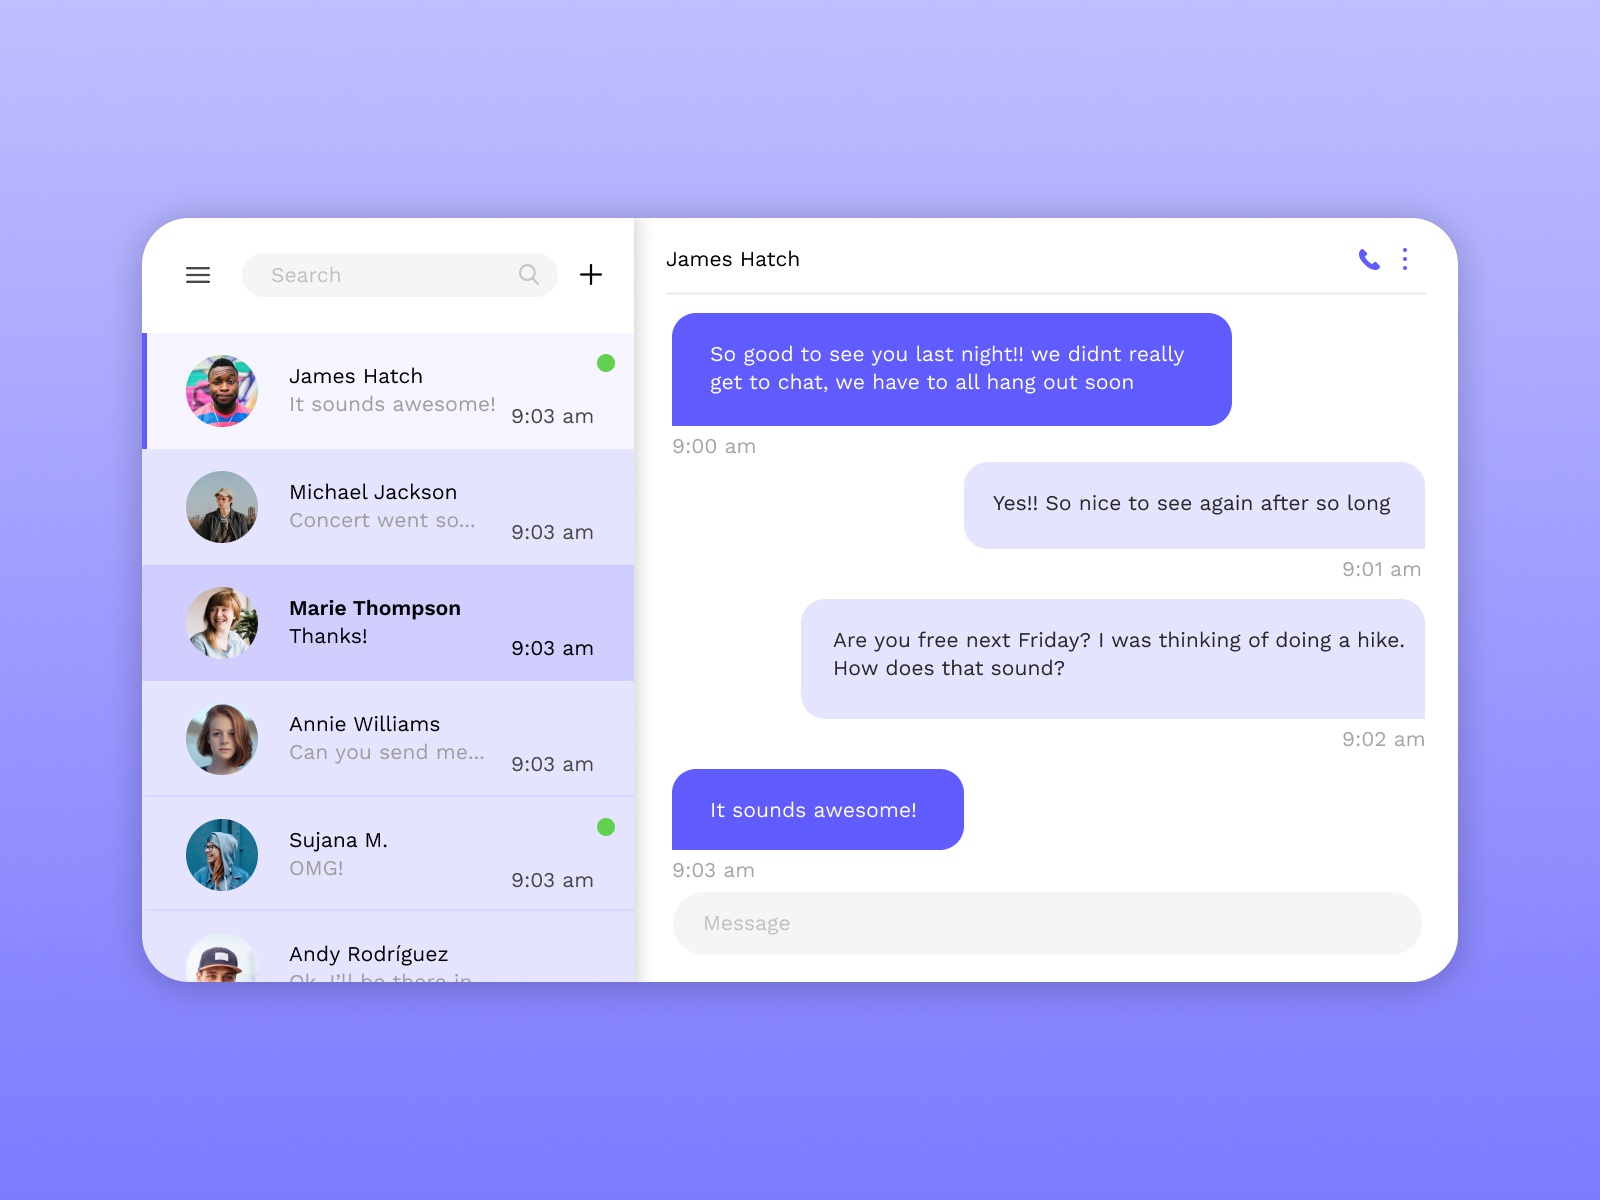 Search
James Hatch
It sounds awesome!
9:03 am
Michael Jackson
Concert went so...
9:03 am
Marie Thompson
Thanks!
9:03 am
Annie Williams
Can you send me...
9:03 am
Sujana M.
OMG!
9:03 am
Andy Rodríguez
Ok, I'll be there in
James Hatch
So good to see you last night!! we didnt really
get to chat, we have to all hang out soon
9:00 am
Yes!! So nice to see again after so long
9:01 am
Are you free next Friday? I was thinking of doing a hike.
How does that sound?
9:02 am
It sounds awesome!
9:03 am
Message